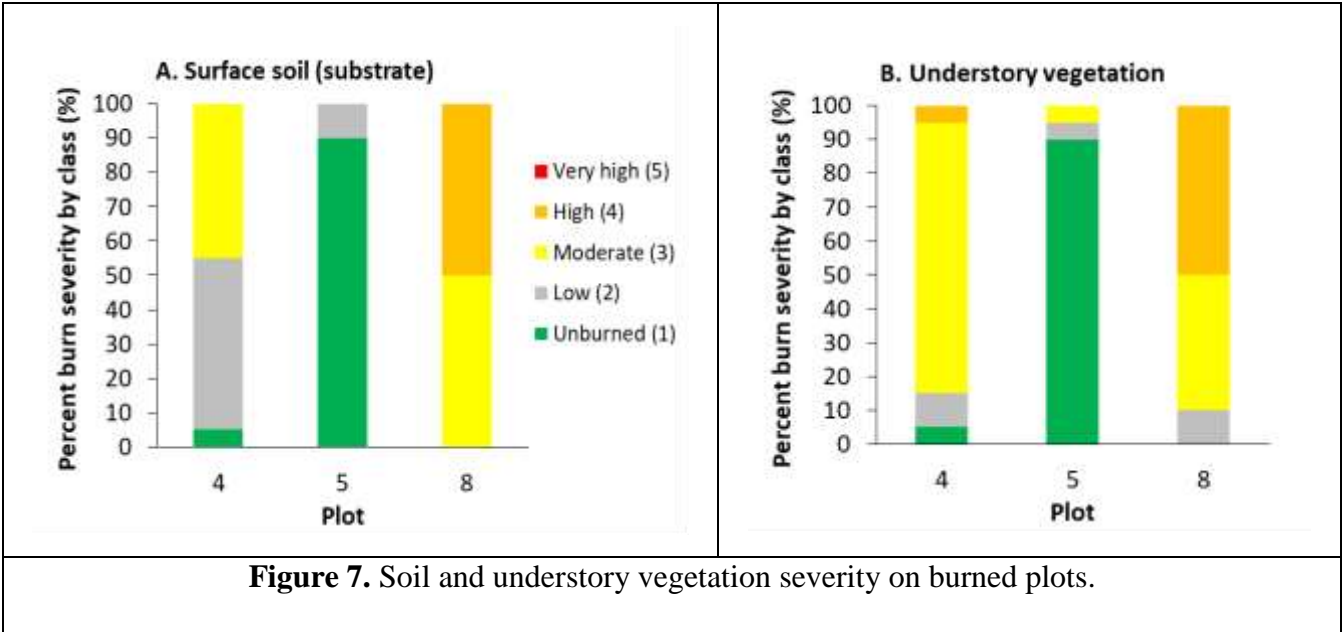 A. Surface soil (substrate)
Percent burn severity by class (%)
100
90
80
70
60
50
40
30
20
10
0
4 5 8
Plot
Very high (5)
High (4)
Moderate (3)
Low (2)
Unburned (1)
B. Understory vegetation
Percent burn severity by class (%)
100
90
80
70
60
50
40
30
20
10
0
4 5 8
Plot
Figure 7. Soil and understory vegetation severity on burned plots.